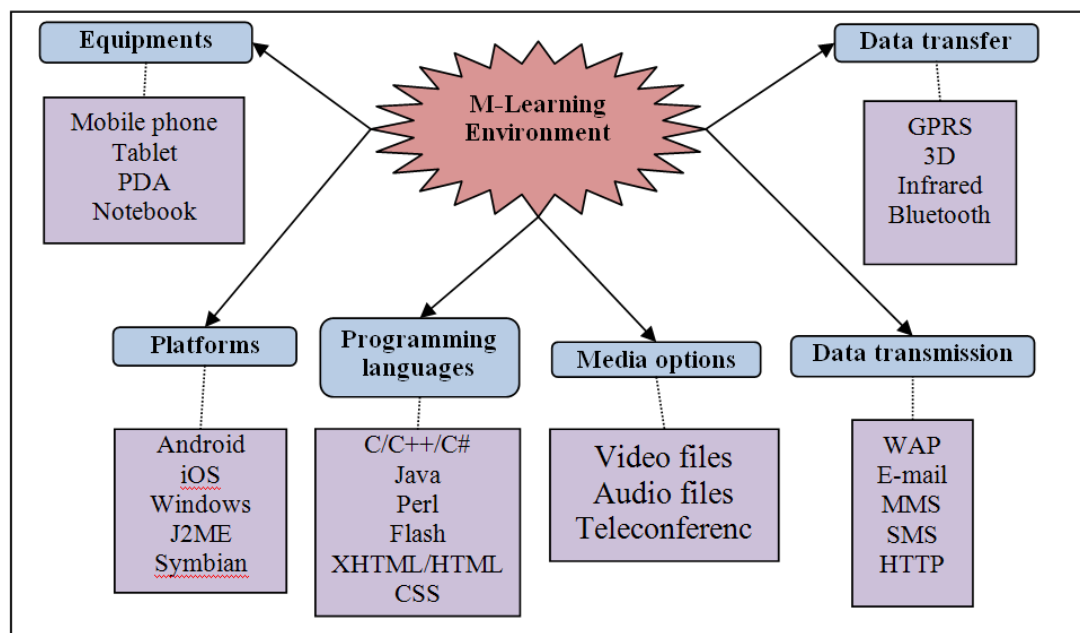 Equipments
Mobile phone
Tablet
PDA
Notebook
M-Learning
Environment
Data transfer
GPRS
3D
Infrared
Bluetooth
Platforms
Android
iOS
Windows
J2ME
Symbian
Programming
languages
C/C++/C#
Java
Perl
Flash
XHTML/HTML
CSS
Media options
Video files
Audio files
Teleconferenc
Data transmission
WAP
E-mail
MMS
SMS
HTTP